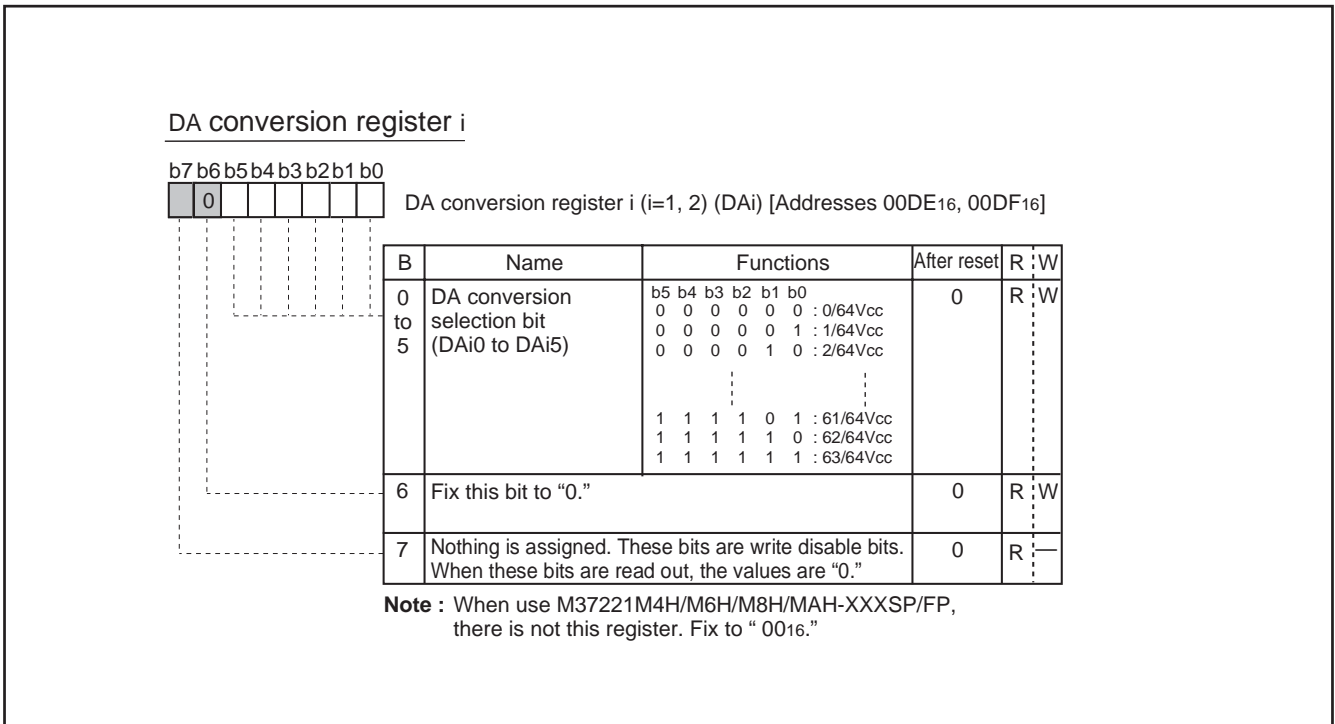 DA conversion register i
b7 b6 b5 b4 b3 b2 b1 b0
0
DA conversion register i (i=1, 2) (DAi) [Addresses 00DE16, 00DF16]
B Name Functions After reset R W
0 to 5 DA conversion selection bit (DAi0 to DAi5) 0 R W
b5 b4 b3 b2 b1 b0
0 0 0 0 0 0 : 0/64Vcc
0 0 0 0 0 1 : 1/64Vcc
0 0 0 0 1 0 : 2/64Vcc
1 1 1 1 0 1 : 61/64Vcc
1 1 1 1 1 0 : 62/64Vcc
1 1 1 1 1 1 : 63/64Vcc
6 Fix this bit to “0.” 0 R W
7 Nothing is assigned. These bits are write disable bits. 0 R —
When these bits are read out, the values are “0.”
Note : When use M37221M4H/M6H/M8H/MAH-XXXSP/FP,
there is not this register. Fix to “ 0016.”